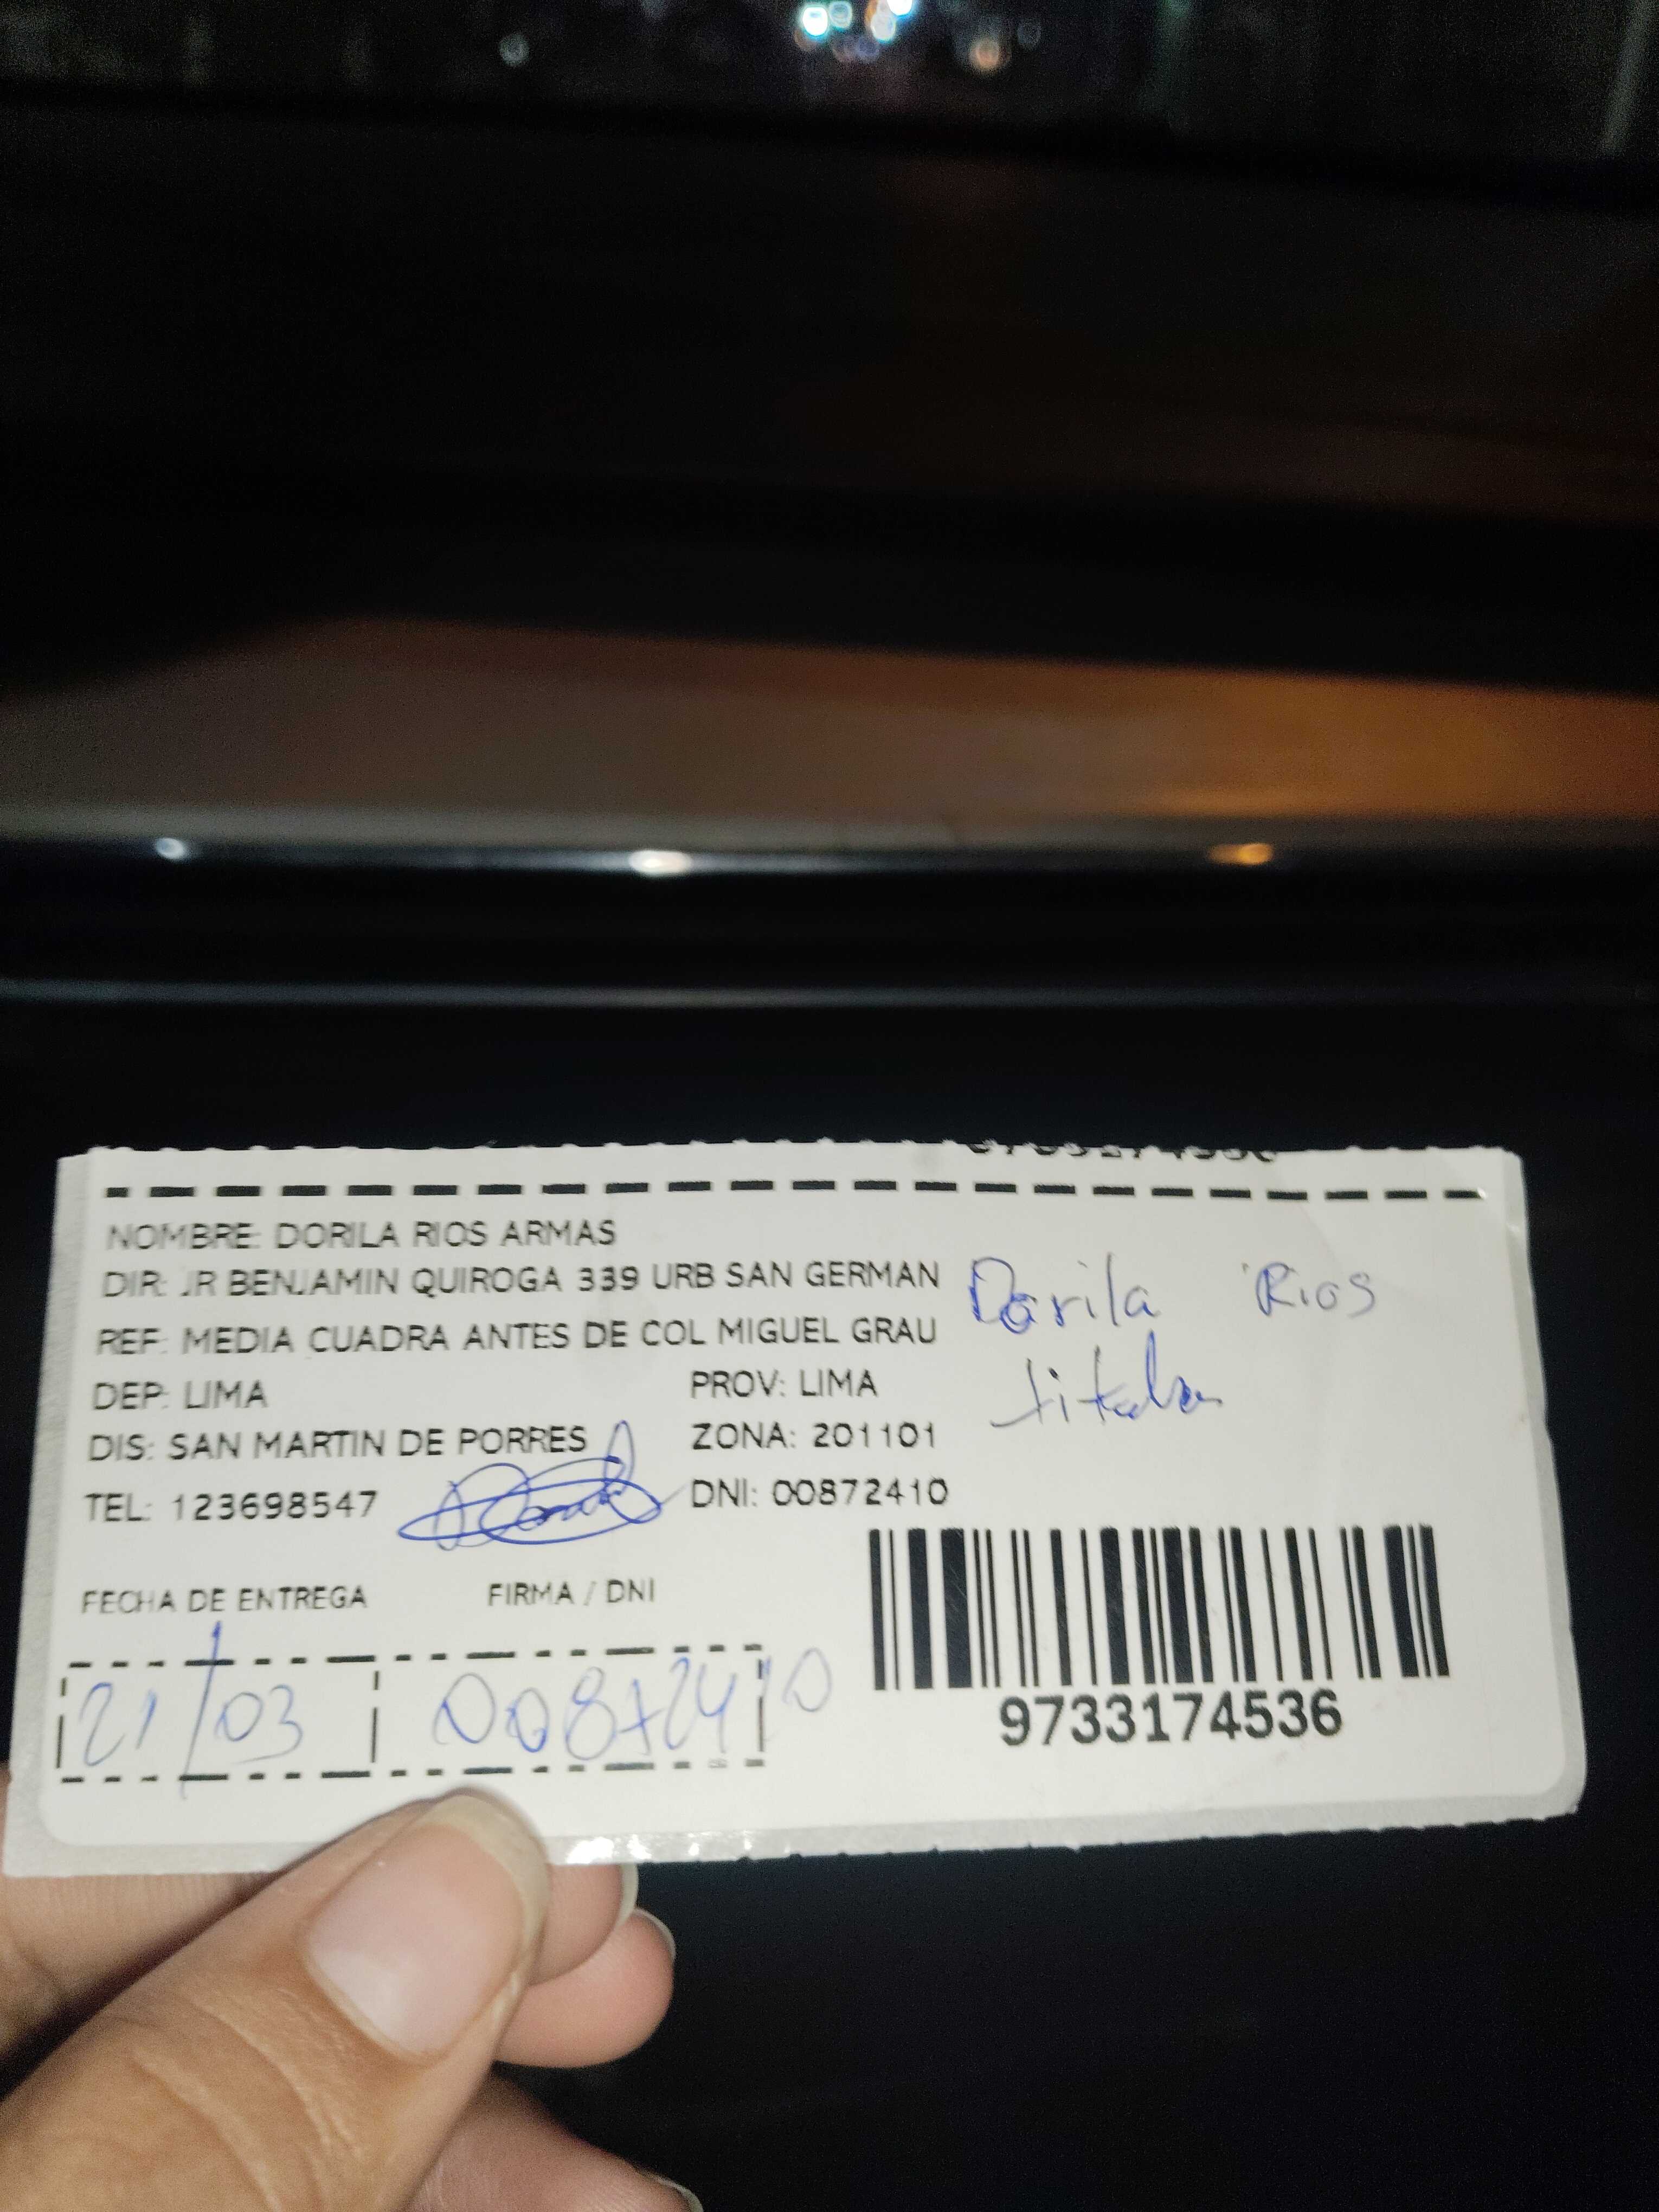 NOMBRE: DORILA RIOS ARMAS
DIR: JR BENJAMIN QUIROGA 339 URB SAN GERMAN
Dorila Rios
REF: MEDIA CUADRA ANTES DE COL MIGUEL GRAU
titular
DEP: LIMA PROV: LIMA
DIS: SAN MARTIN DE PORRES ZONA: 201101
TEL: 123698547 DNI: 00872410
FECHA DE ENTREGA FIRMA / DNI
21/03 00872410
9733174536